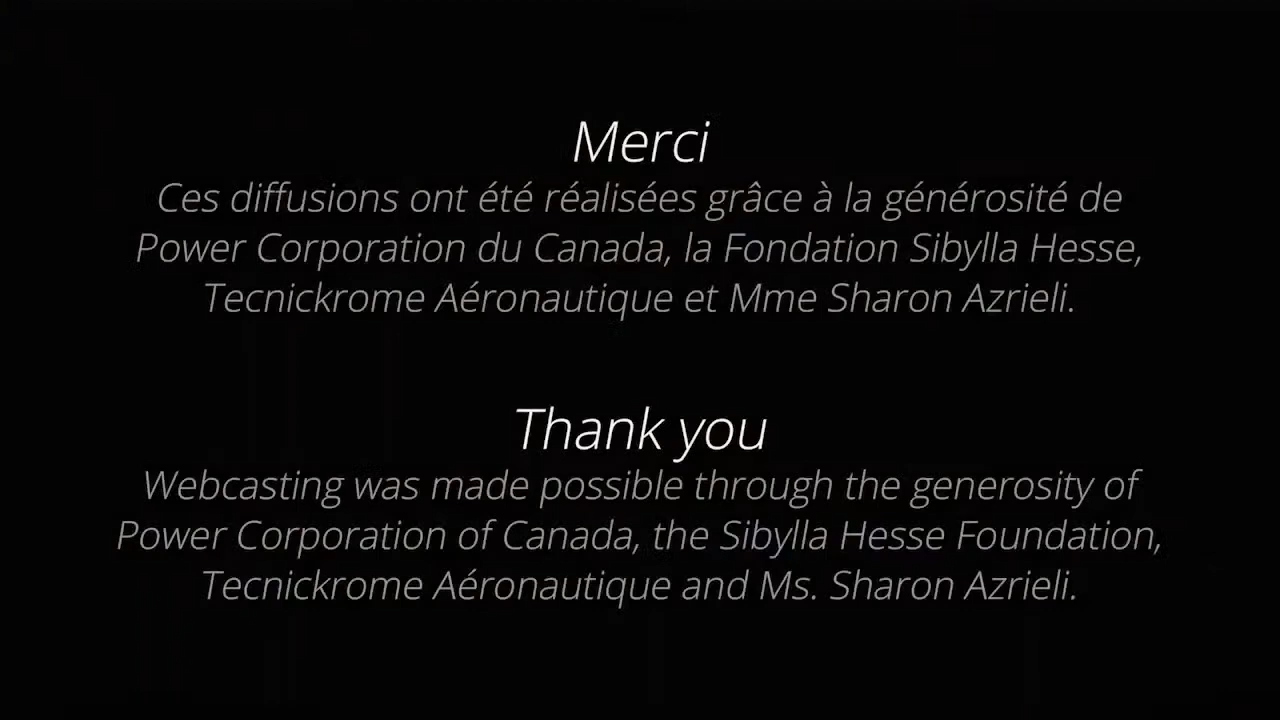 Merci
Ces diffusions ont été réalisées grâce à la générosité de
Power Corporation du Canada, la Fondation Sibylla Hesse,
Tecnickrome Aéronautique et Mme Sharon Azrieli.
Thank you
Webcasting was made possible through the generosity of
Power Corporation of Canada, the Sibylla Hesse Foundation,
Tecnickrome Aéronautique and Ms. Sharon Azrieli.